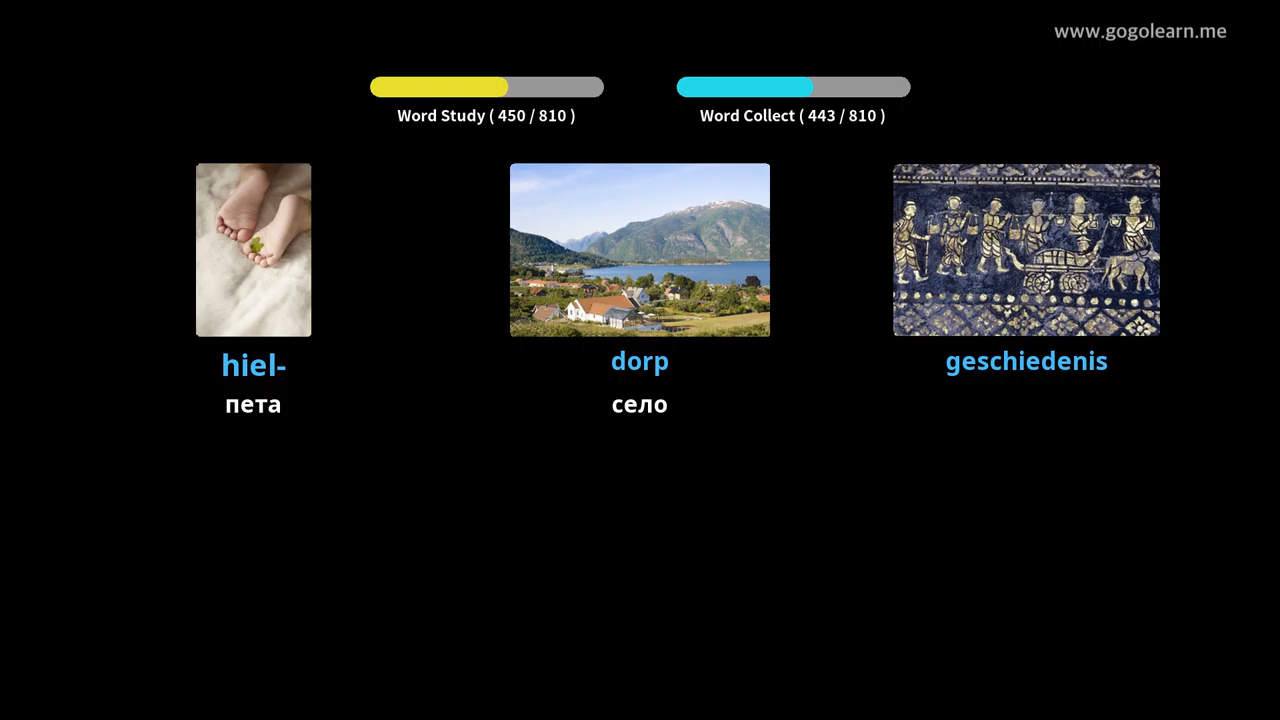 www.gogolearn.me
Word Study ( 450 / 810 )
Word Collect ( 443 / 810 )
hiel-
dorp
geschiedenis
пета
село